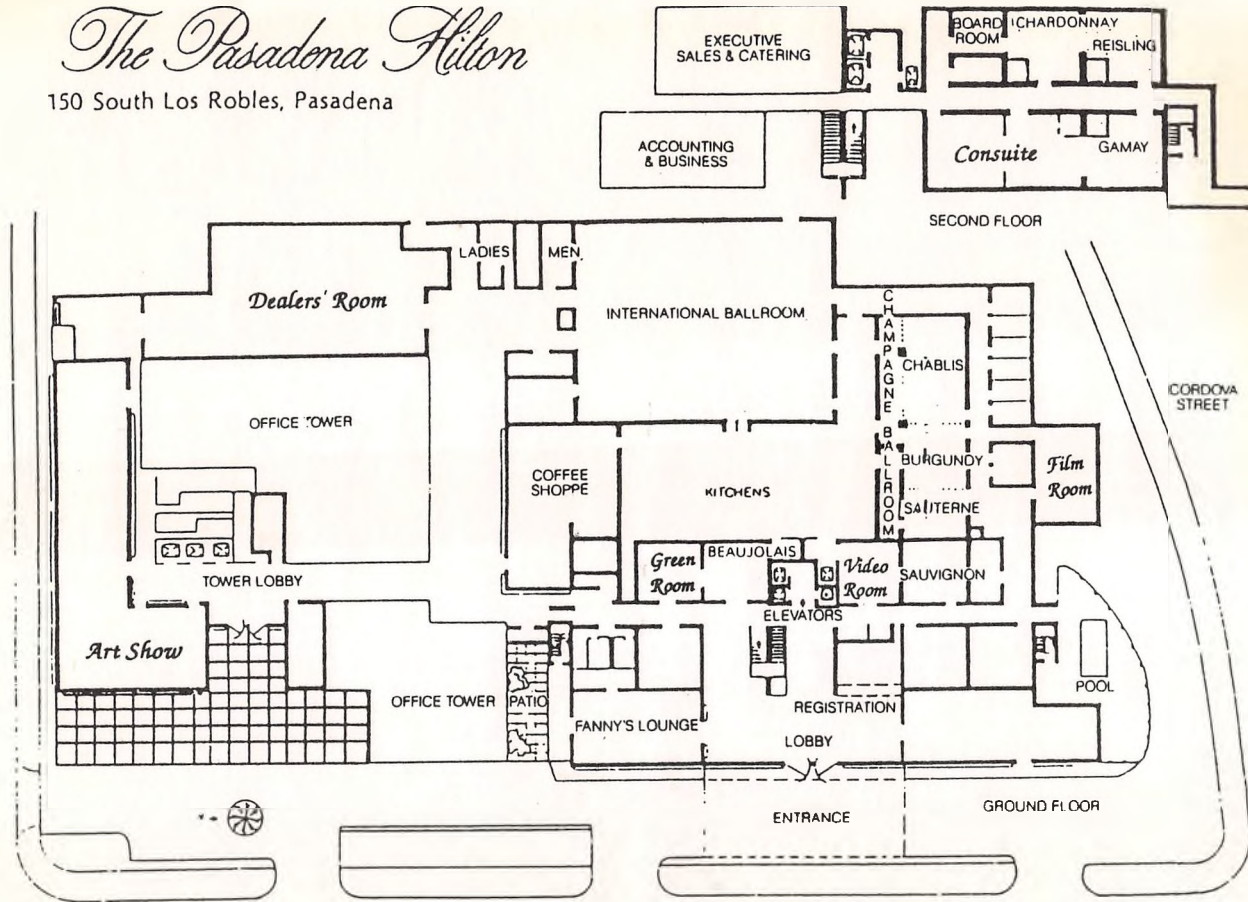 The Pasadena Hilton
150 South Los Robles, Pasadena
EXECUTIVE
SALES & CATERING
BOARD
ROOM
CHARDONNAY
REISLING
ACCOUNTING
& BUSINESS
Consuite
GAMAY
SECOND FLOOR
LADIES
MEN
Dealers' Room
INTERNATIONAL BALLROOM
CHAMPAGNE BALLROOM
CHABLIS
CORDOVA
STREET
OFFICE TOWER
COFFEE
SHOPPE
KITCHENS
BURGUNDY
SAUTERNE
Film
Room
TOWER LOBBY
Green
Room
BEAUJOLAIS
Video
Room
SAUVIGNON
ELEVATORS
Art Show
OFFICE TOWER
PATIO
FANNY'S LOUNGE
REGISTRATION
LOBBY
POOL
ENTRANCE
GROUND FLOOR